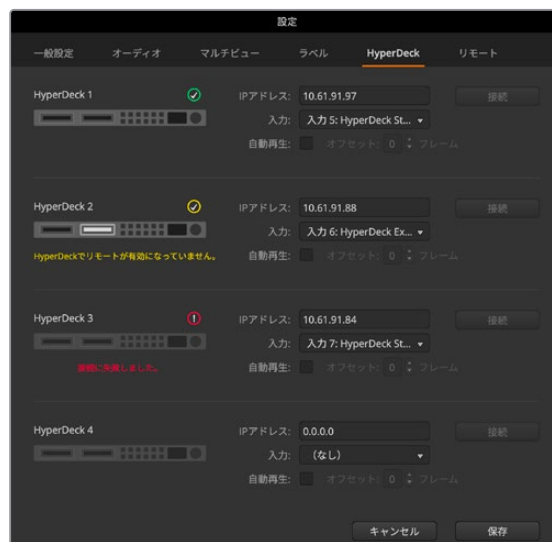 設定
一般設定 オーディオ マルチビュー ラベル HyperDeck リモート
HyperDeck 1 IPアドレス: 10.61.91.97 接続
入力: 入力 5: HyperDeck St...
自動再生: オフセット: 0 フレーム
HyperDeck 2 IPアドレス: 10.61.91.88 接続
入力: 入力 6: HyperDeck Ex...
HyperDeckでリモートが有効になっていません。 自動再生: オフセット: 0 フレーム
HyperDeck 3 IPアドレス: 10.61.91.84 接続
入力: 入力 7: HyperDeck St...
接続に失敗しました。 自動再生: オフセット: 0 フレーム
HyperDeck 4 IPアドレス: 0.0.0.0 接続
入力: (なし)
自動再生: オフセット: 0 フレーム
キャンセル 保存